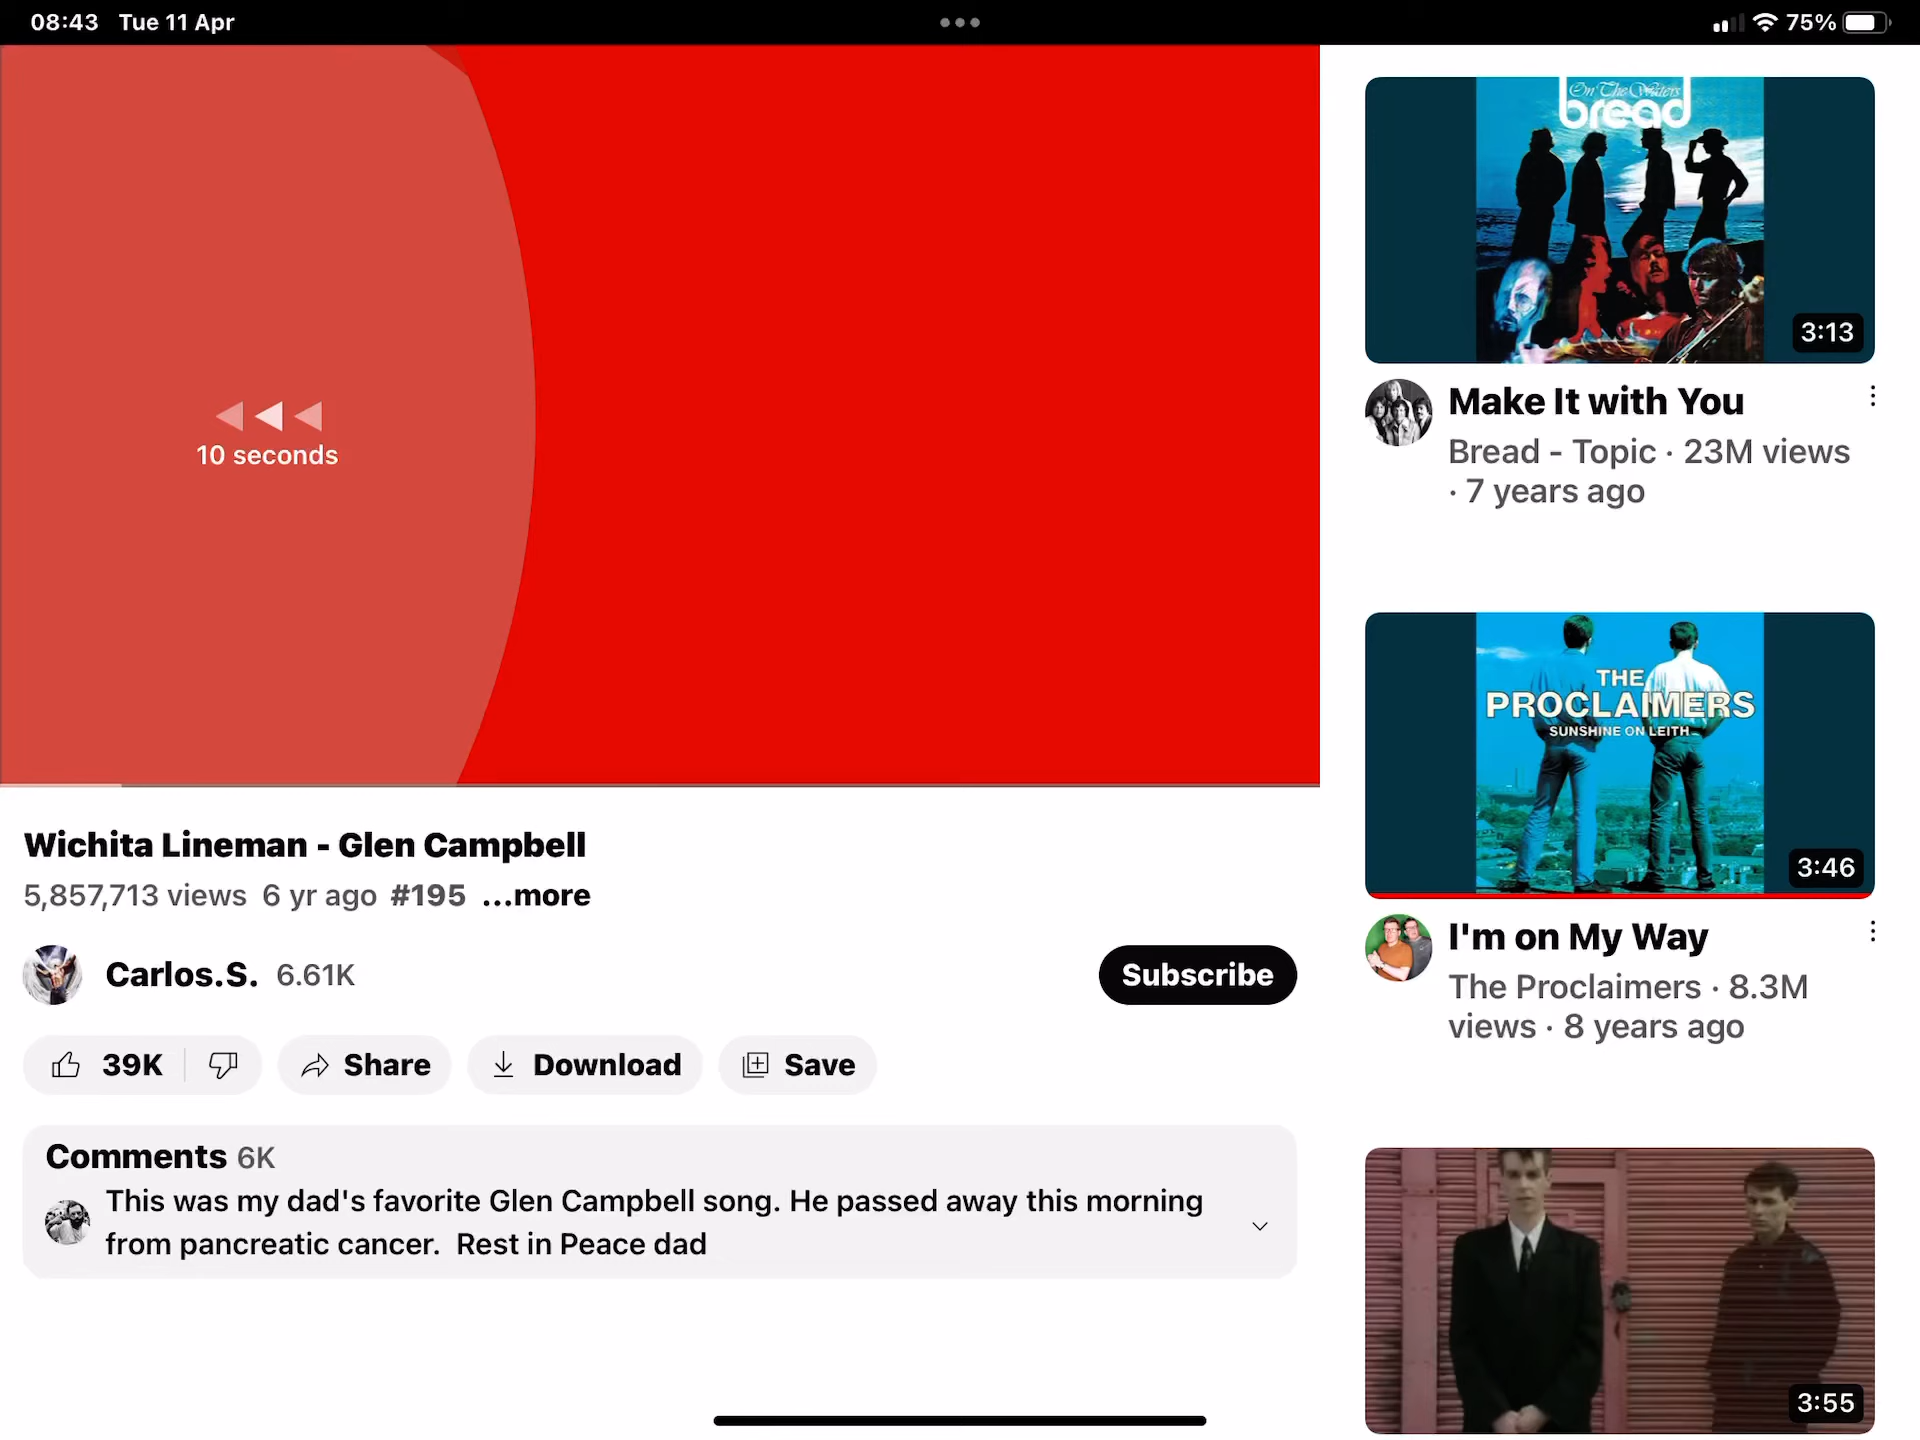 08:43 Tue 11 Apr
75%
10 seconds
Wichita Lineman - Glen Campbell
5,857,713 views 6 yr ago #195 ...more
Carlos.S. 6.61K
Subscribe
39K
Share
Download
Save
Comments 6K
This was my dad's favorite Glen Campbell song. He passed away this morning
from pancreatic cancer. Rest in Peace dad
On The Waters
bread
3:13
Make It with You
Bread - Topic · 23M views
· 7 years ago
THE
PROCLAIMERS
SUNSHINE ON LEITH
3:46
I'm on My Way
The Proclaimers · 8.3M
views · 8 years ago
3:55